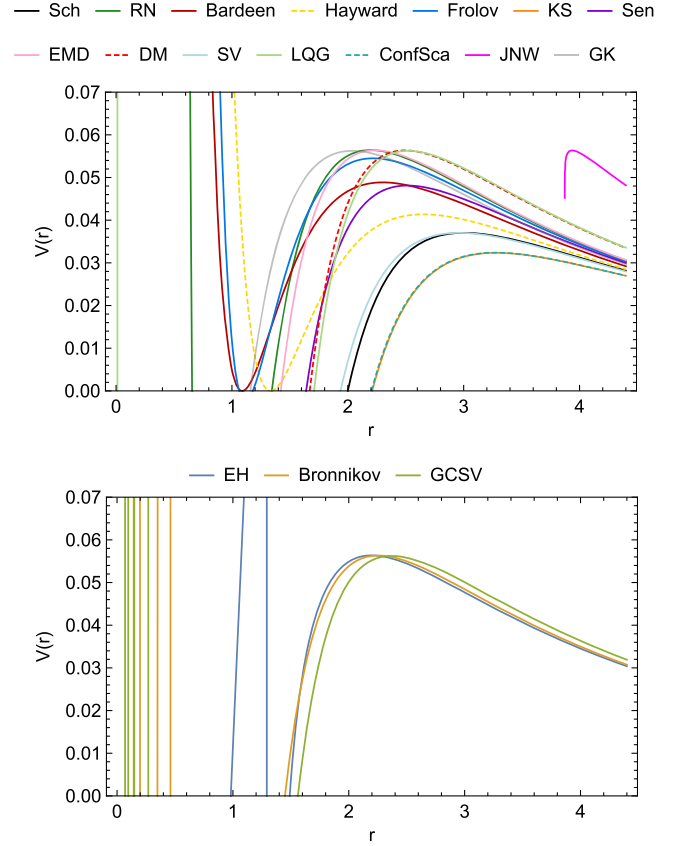 Sch RN Bardeen Hayward Frolov KS Sen
EMD DM SV LQG ConfSca JNW GK
0.07
0.06
0.05
0.04
0.03
0.02
0.01
0.00
V(r)
0 1 2 3 4
r
EH Bronnikov GCSV
0.07
0.06
0.05
0.04
0.03
0.02
0.01
0.00
V(r)
0 1 2 3 4
r